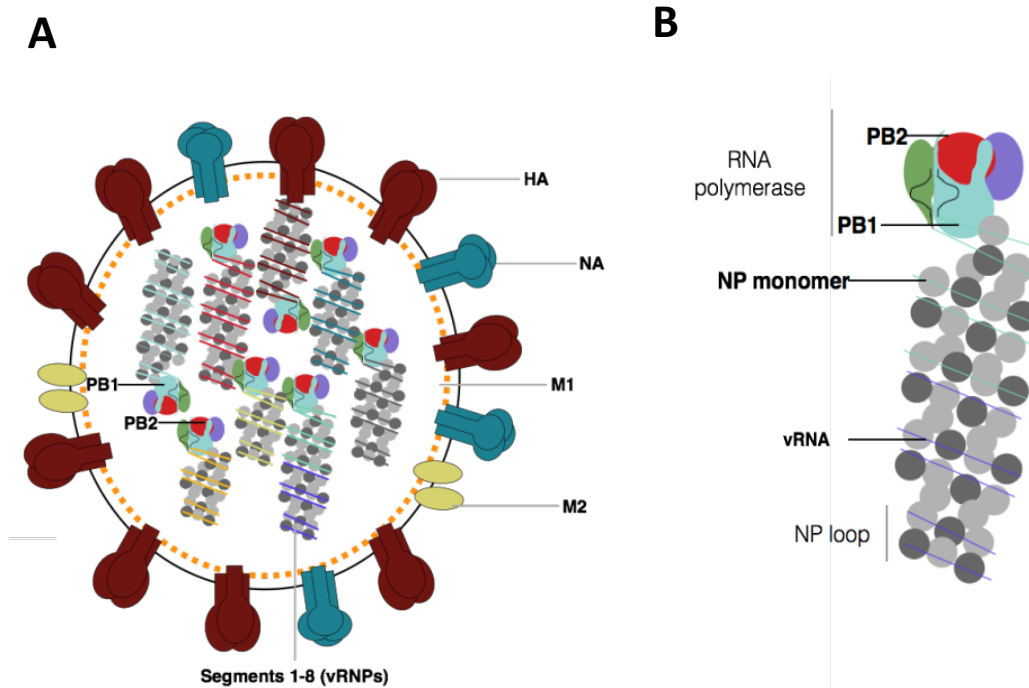 A
HA
NA
PB1
M1
PB2
M2
Segments 1-8 (vRNPs)
B
PB2
RNA
polymerase
PB1
NP monomer
vRNA
NP loop